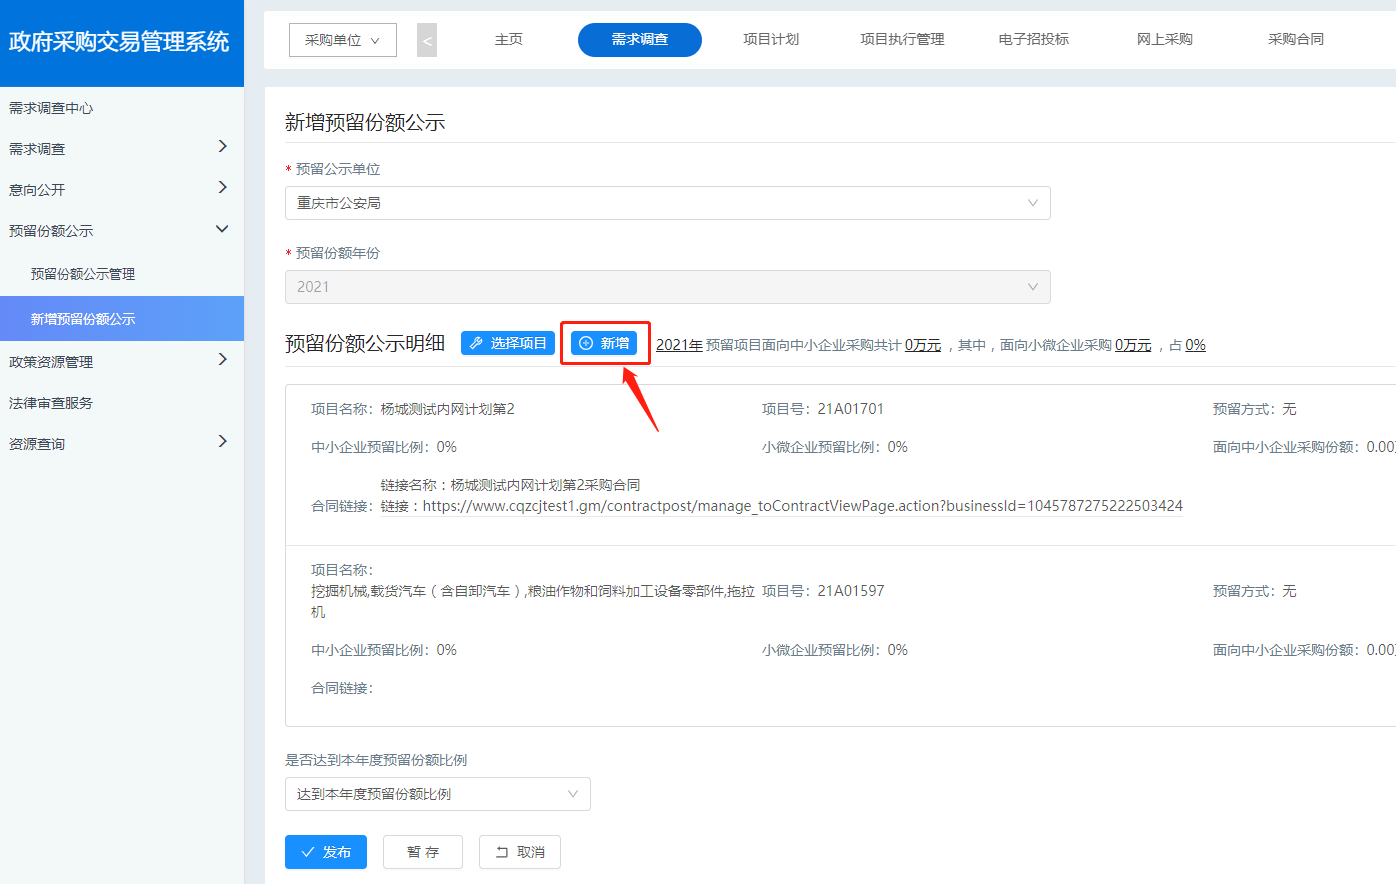 政府采购交易管理系统
采购单位
<
主页
需求调查
项目计划
项目执行管理
电子招投标
网上采购
采购合同
需求调查中心
需求调查
意向公开
预留份额公示
预留份额公示管理
新增预留份额公示
政策资源管理
法律审查服务
资源查询
新增预留份额公示
* 预留公示单位
重庆市公安局
* 预留份额年份
2021
预留份额公示明细
选择项目
新增
2021年 预留项目面向中小企业采购共计 0万元 ，其中，面向小微企业采购 0万元 ，占 0%
项目名称：杨城测试内网计划第2
项目号：21A01701
预留方式：无
中小企业预留比例：0%
小微企业预留比例：0%
面向中小企业采购份额：0.00
合同链接：
链接名称：杨城测试内网计划第2采购合同
链接：https://www.cqzcjtest1.gm/contractpost/manage_toContractViewPage.action?businessId=1045787275222503424
项目名称：
挖掘机械,载货汽车（含自卸汽车）,粮油作物和饲料加工设备零部件,拖拉
机
项目号：21A01597
预留方式：无
中小企业预留比例：0%
小微企业预留比例：0%
面向中小企业采购份额：0.00
合同链接：
是否达到本年度预留份额比例
达到本年度预留份额比例
发布
暂 存
取消